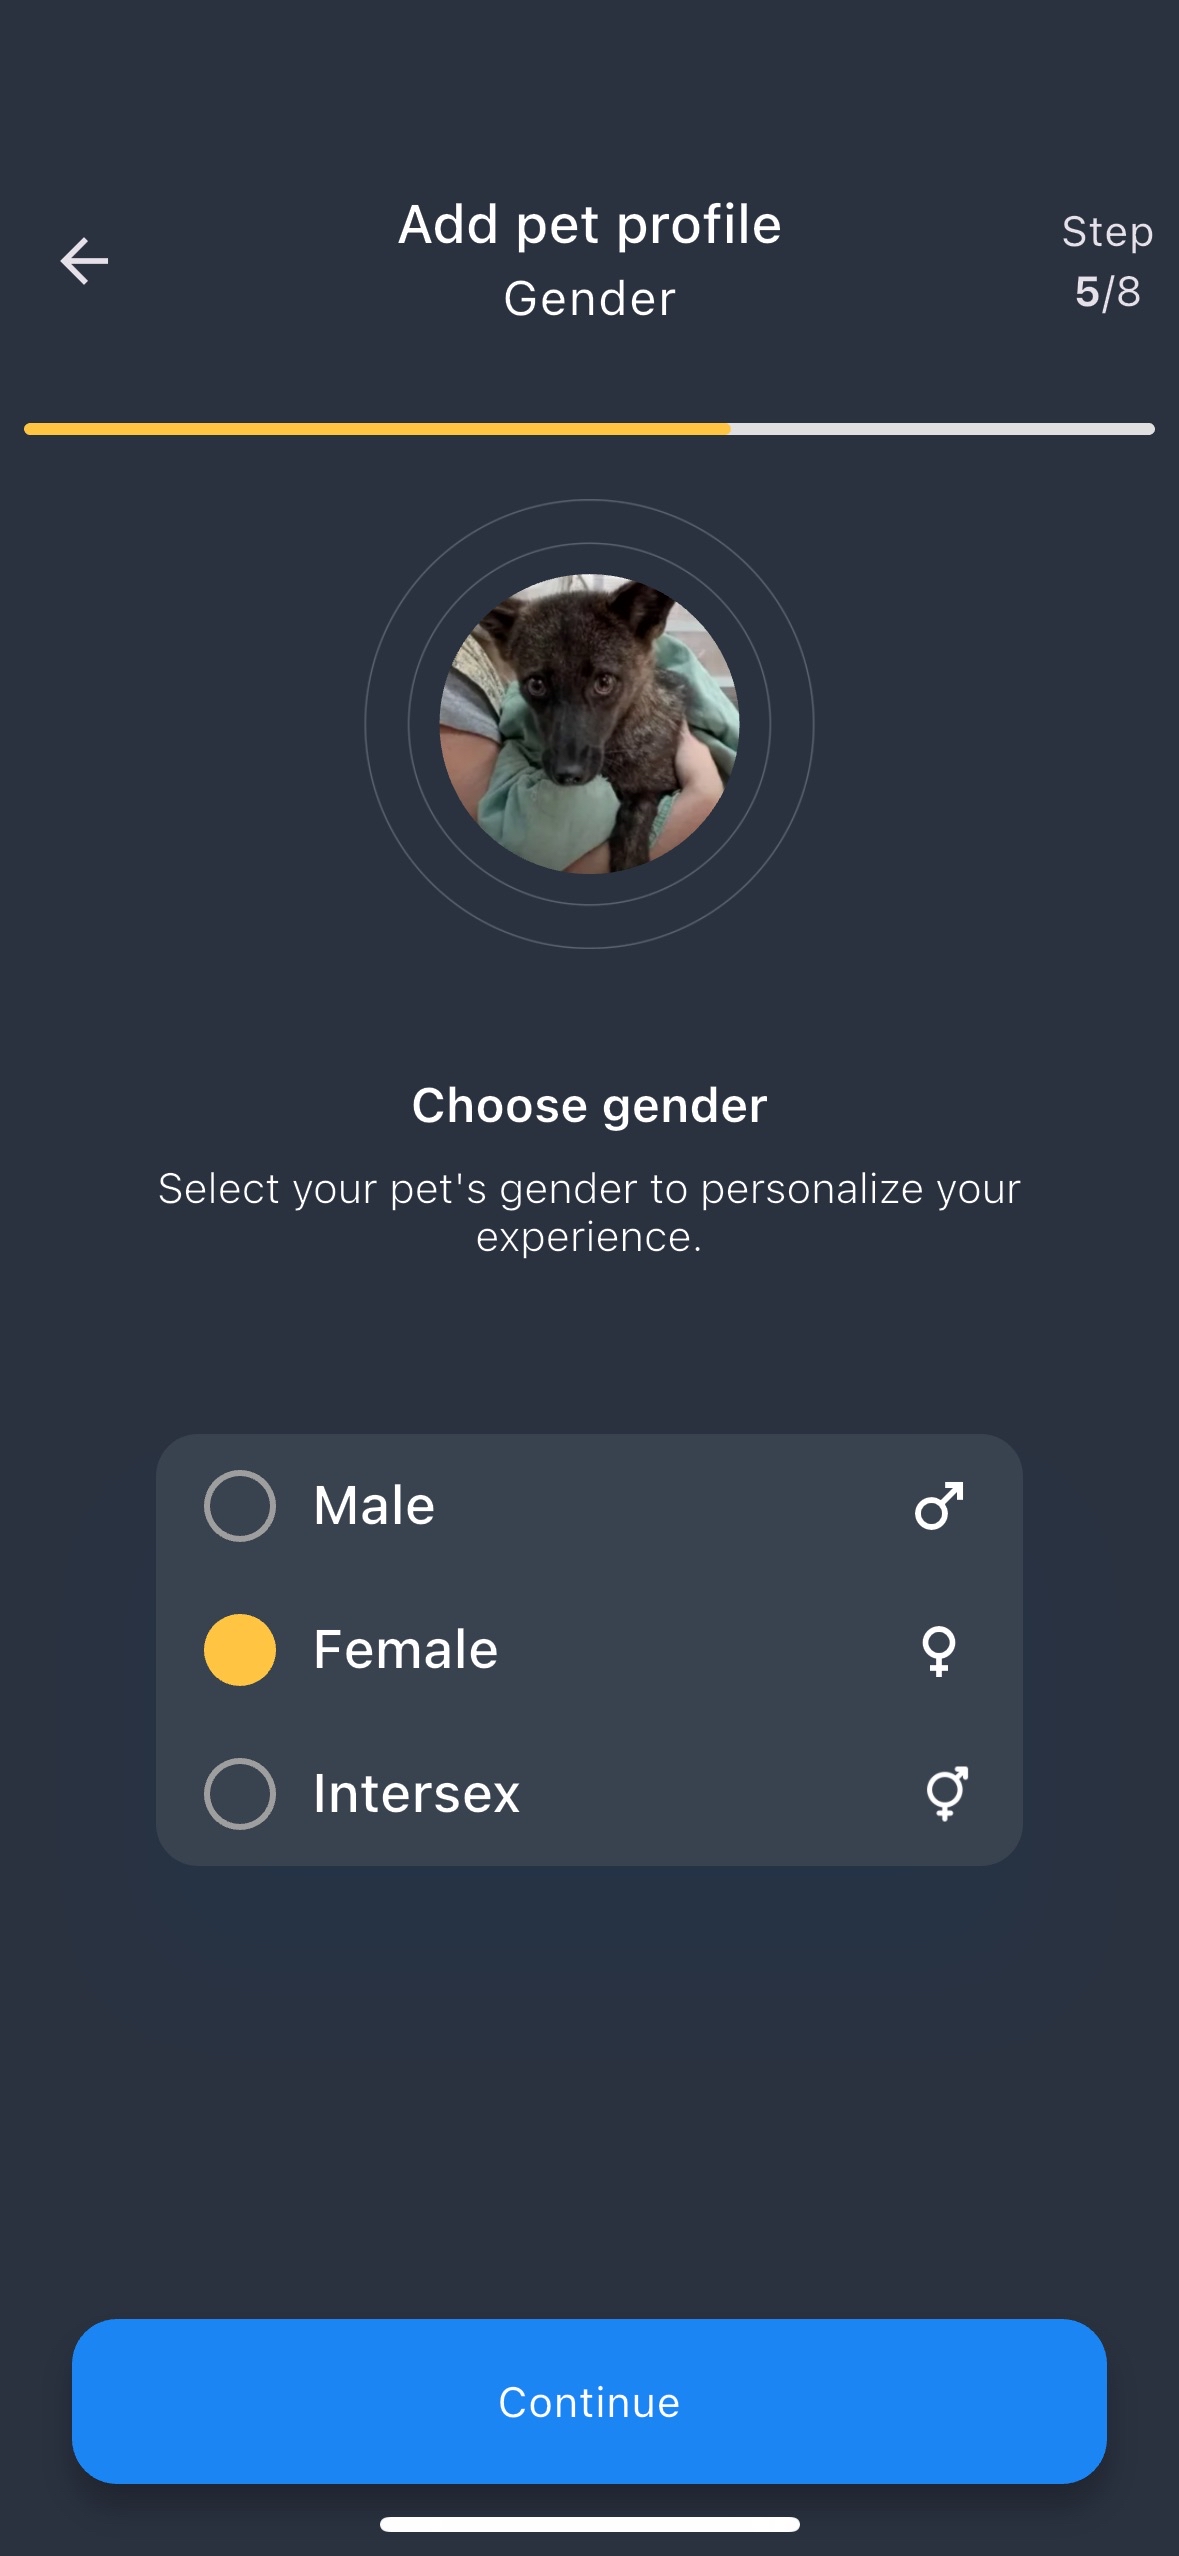 Add pet profile
Gender
Step
5/8
Choose gender
Select your pet's gender to personalize your
experience.
Male
Female
Intersex
Continue